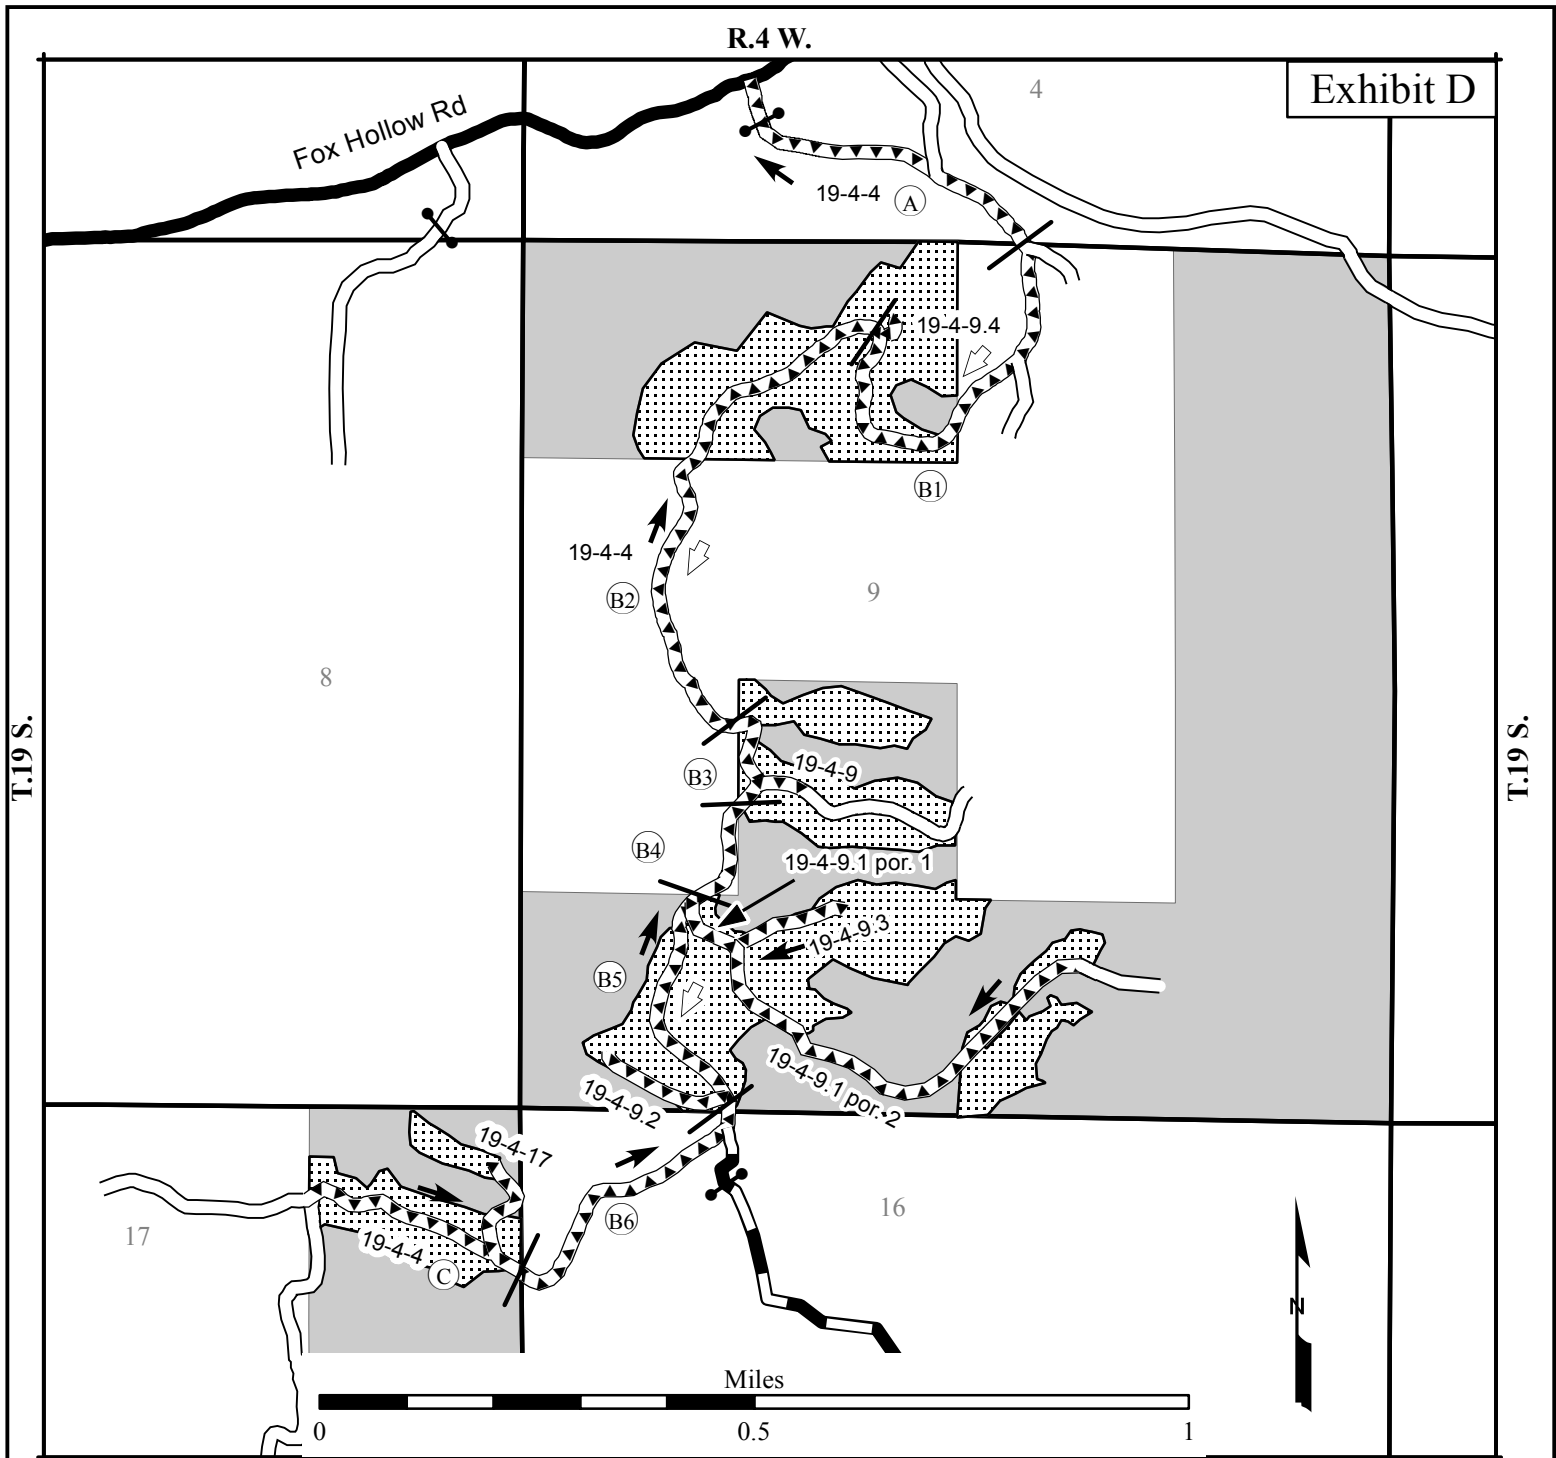 R.4 W.
Exhibit D
4
Fox Hollow Rd
19-4-4
A
19-4-9.4
B1
19-4-4
B2
9
8
T.19 S.
T.19 S.
19-4-9
B3
B4
19-4-9.1 por. 1
19-4-9.3
B5
19-4-9.1 por. 2
19-4-9.2
19-4-17
16
B6
17
19-4-4
C
N
Miles
0
0.5
1